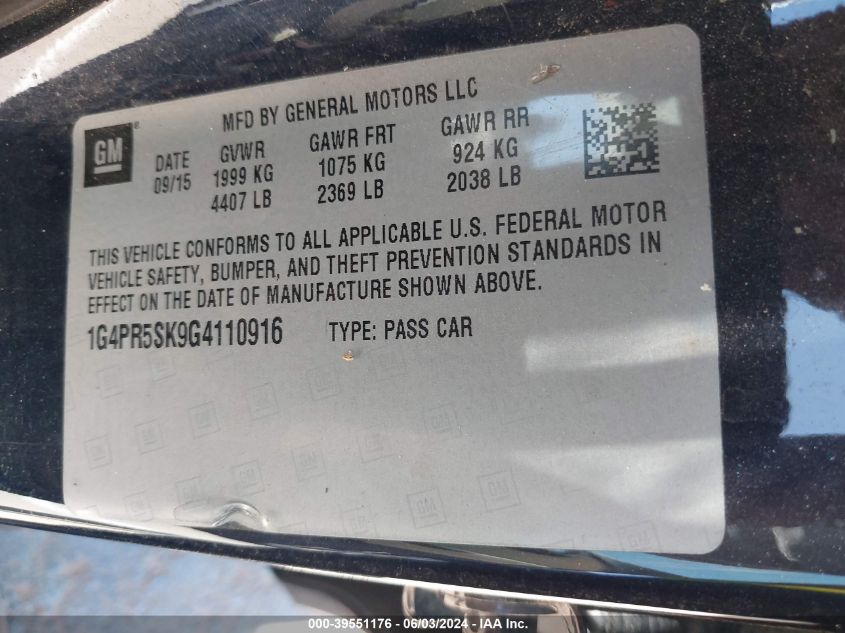 MFD BY GENERAL MOTORS LLC
GM ®
DATE GVWR GAWR FRT GAWR RR
09/15 1999 KG 1075 KG 924 KG
4407 LB 2369 LB 2038 LB
THIS VEHICLE CONFORMS TO ALL APPLICABLE U.S. FEDERAL MOTOR
VEHICLE SAFETY, BUMPER, AND THEFT PREVENTION STANDARDS IN
EFFECT ON THE DATE OF MANUFACTURE SHOWN ABOVE.
1G4PR5SK9G4110916 TYPE: PASS CAR
000-39551176 - 06/03/2024 - IAA Inc.